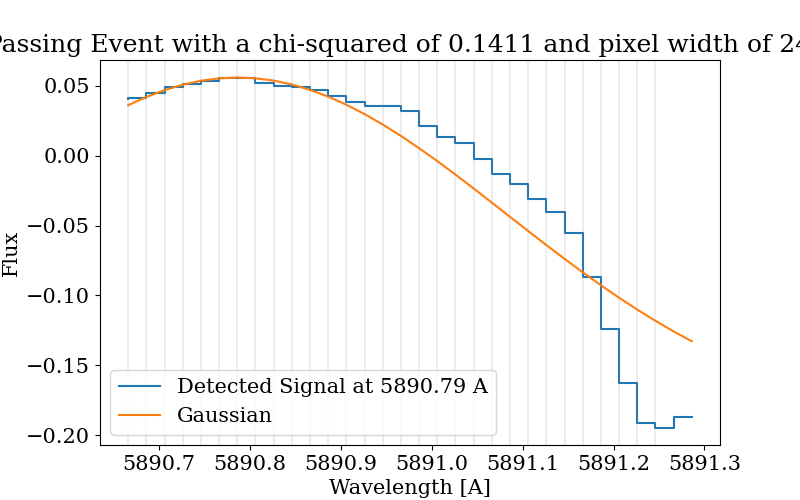 Passing Event with a chi-squared of 0.1411 and pixel width of 24
0.05
0.00
−0.05
−0.10
−0.15
−0.20
Flux
Detected Signal at 5890.79 A
Gaussian
5890.7 5890.8 5890.9 5891.0 5891.1 5891.2 5891.3
Wavelength [A]